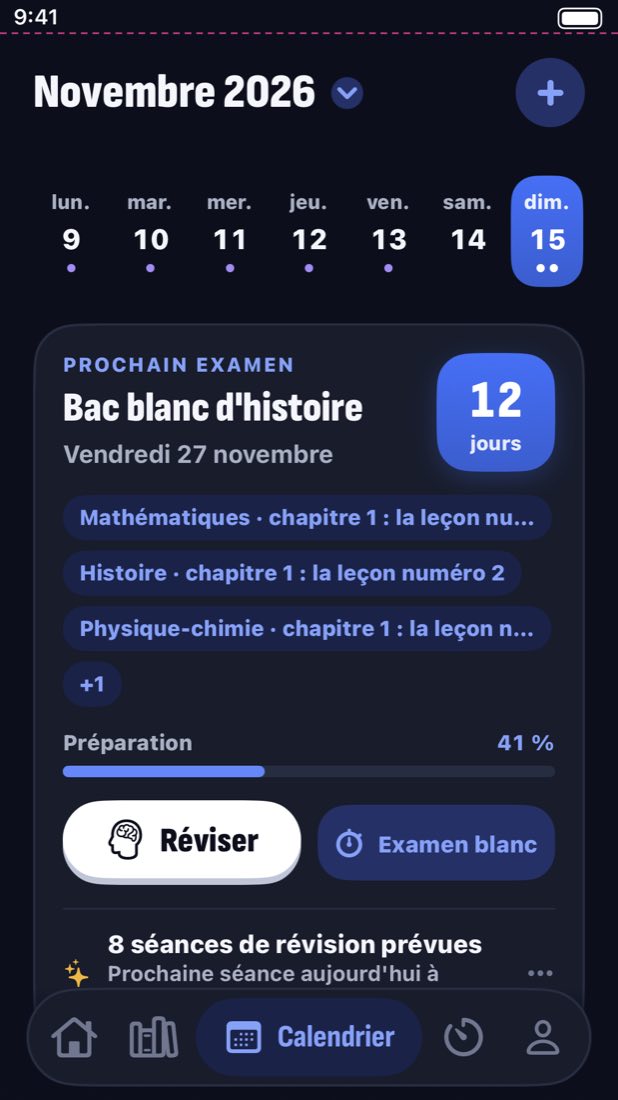 9:41
Novembre 2026
lun. mar. mer. jeu. ven. sam. dim.
9 10 11 12 13 14 15
PROCHAIN EXAMEN
Bac blanc d'histoire
Vendredi 27 novembre
12
jours
Mathématiques · chapitre 1 : la leçon nu...
Histoire · chapitre 1 : la leçon numéro 2
Physique-chimie · chapitre 1 : la leçon n...
+1
Préparation 41 %
Réviser
Examen blanc
8 séances de révision prévues
Prochaine séance aujourd'hui à
Calendrier